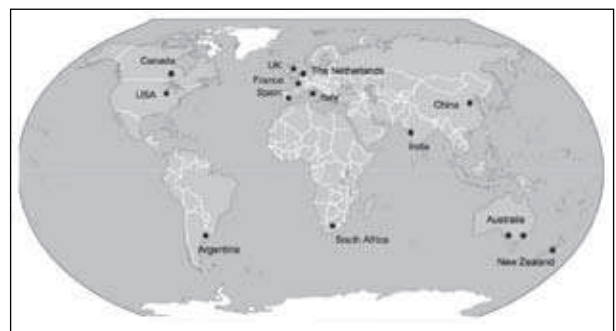 Canada
UK
The Netherlands
France
USA
Spain
Italy
China
India
Australia
South Africa
Argentina
New Zealand